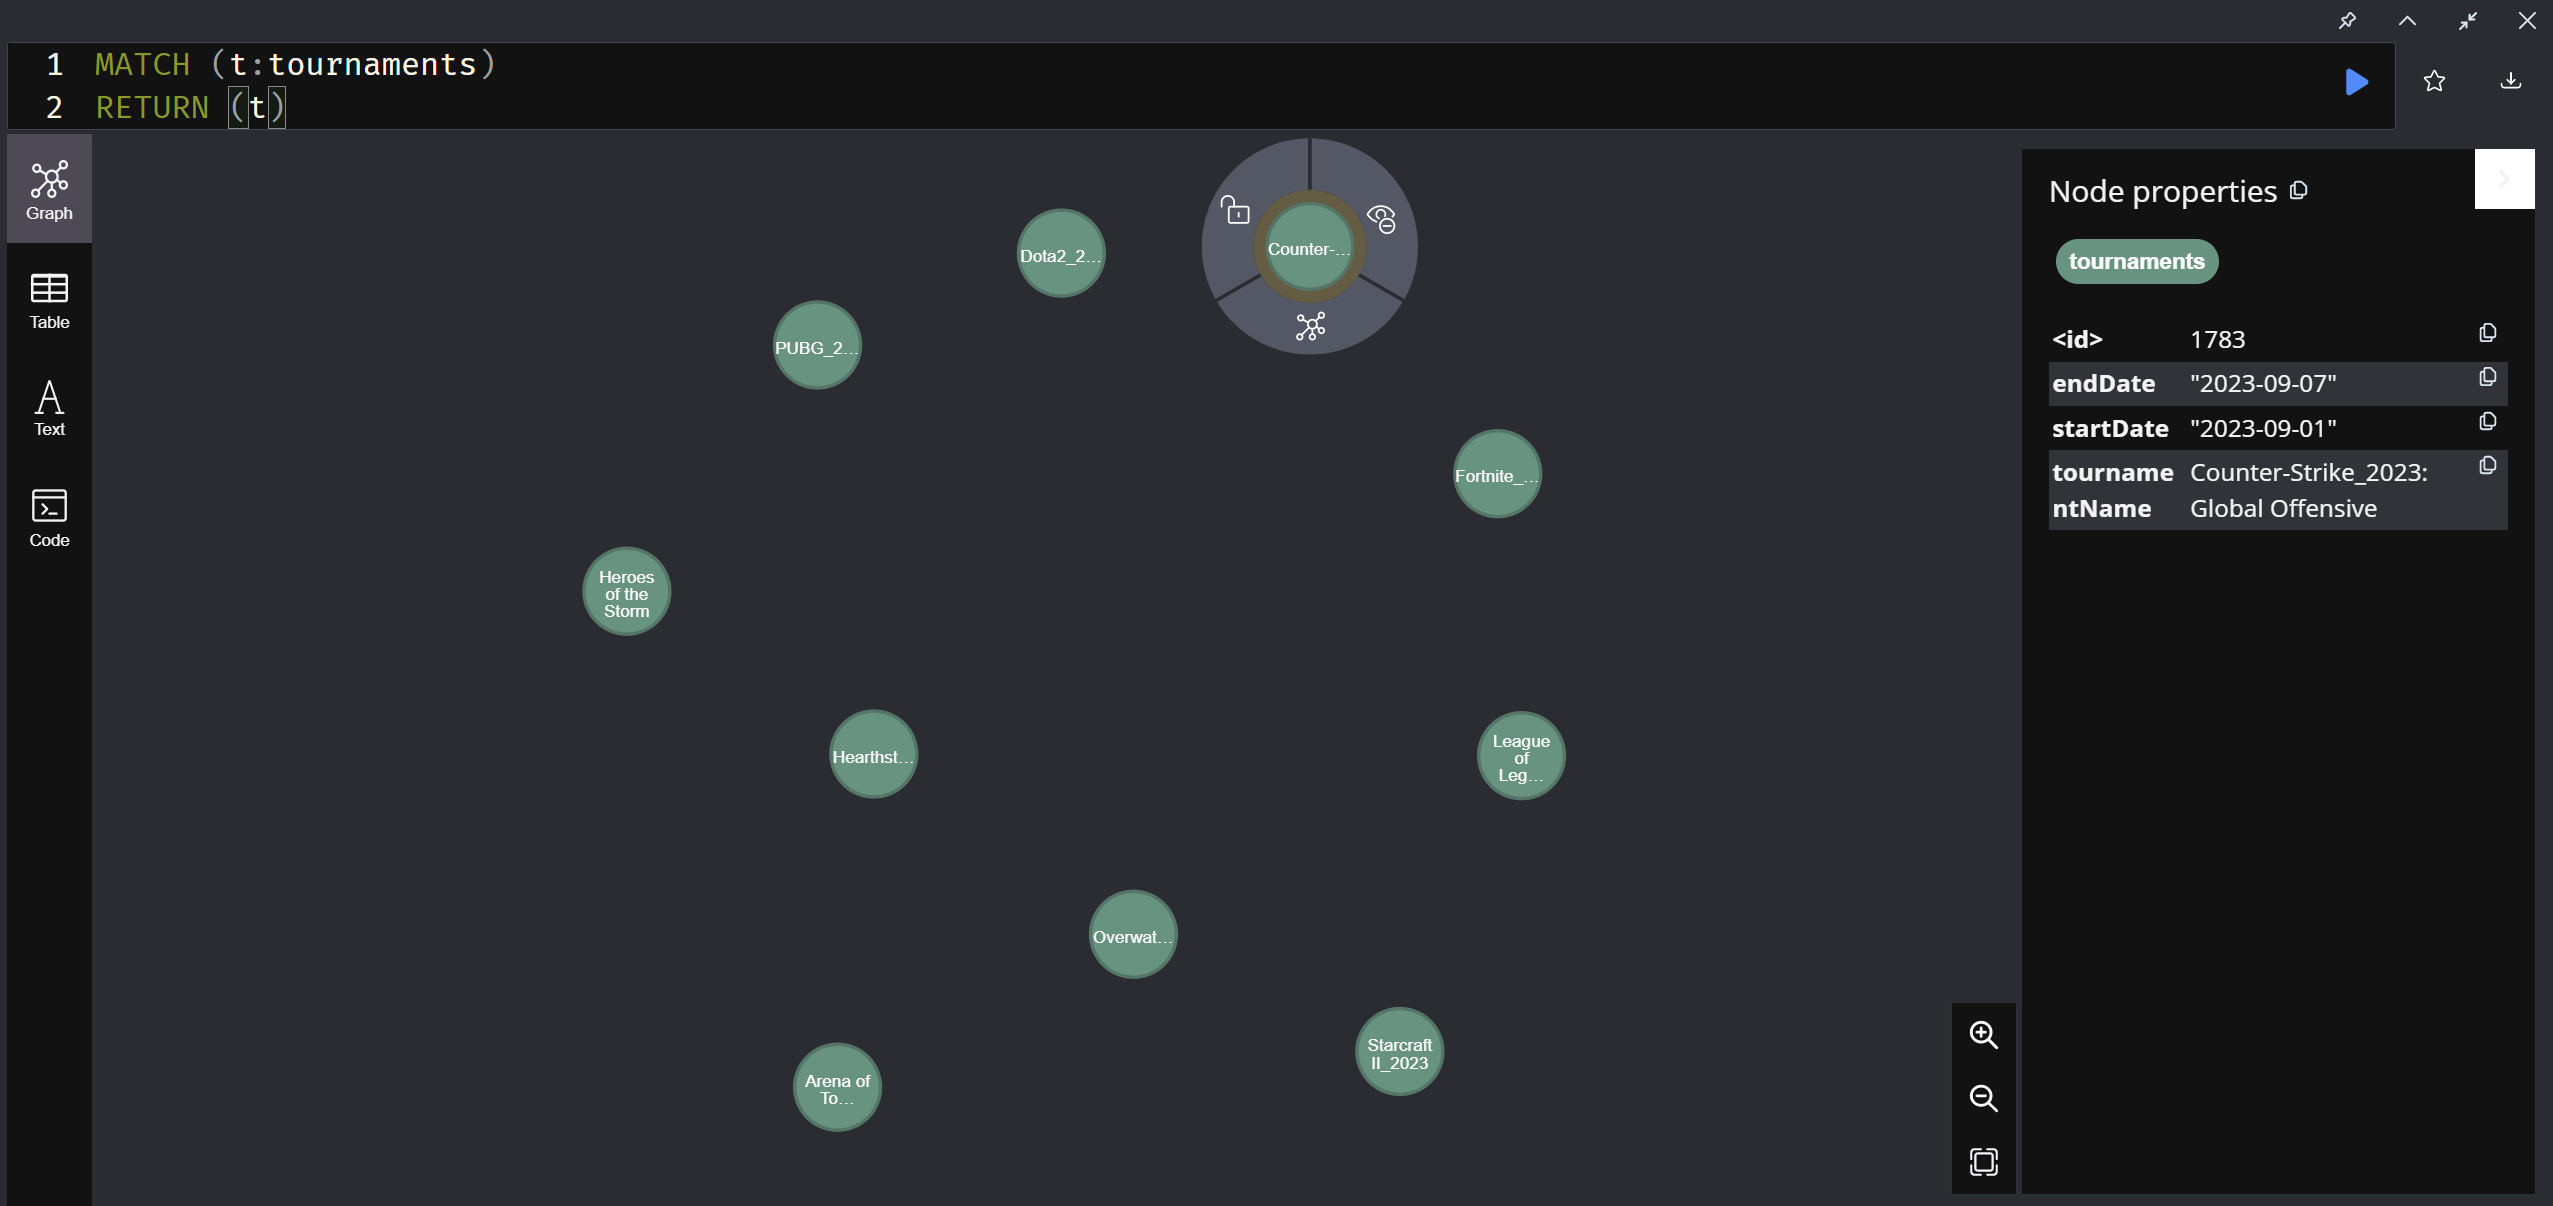 1 MATCH (t:tournaments)
2 RETURN (t)
Graph
Table
Text
Code
Dota2_2...
Counter-...
PUBG_2...
Fortnite_...
Heroes
of the
Storm
Hearthst...
League
of
Leg...
Overwat...
Starcraft
II_2023
Arena of
To...
Node properties
tournaments
<id> 1783
endDate "2023-09-07"
startDate "2023-09-01"
tourname Counter-Strike_2023:
ntName Global Offensive